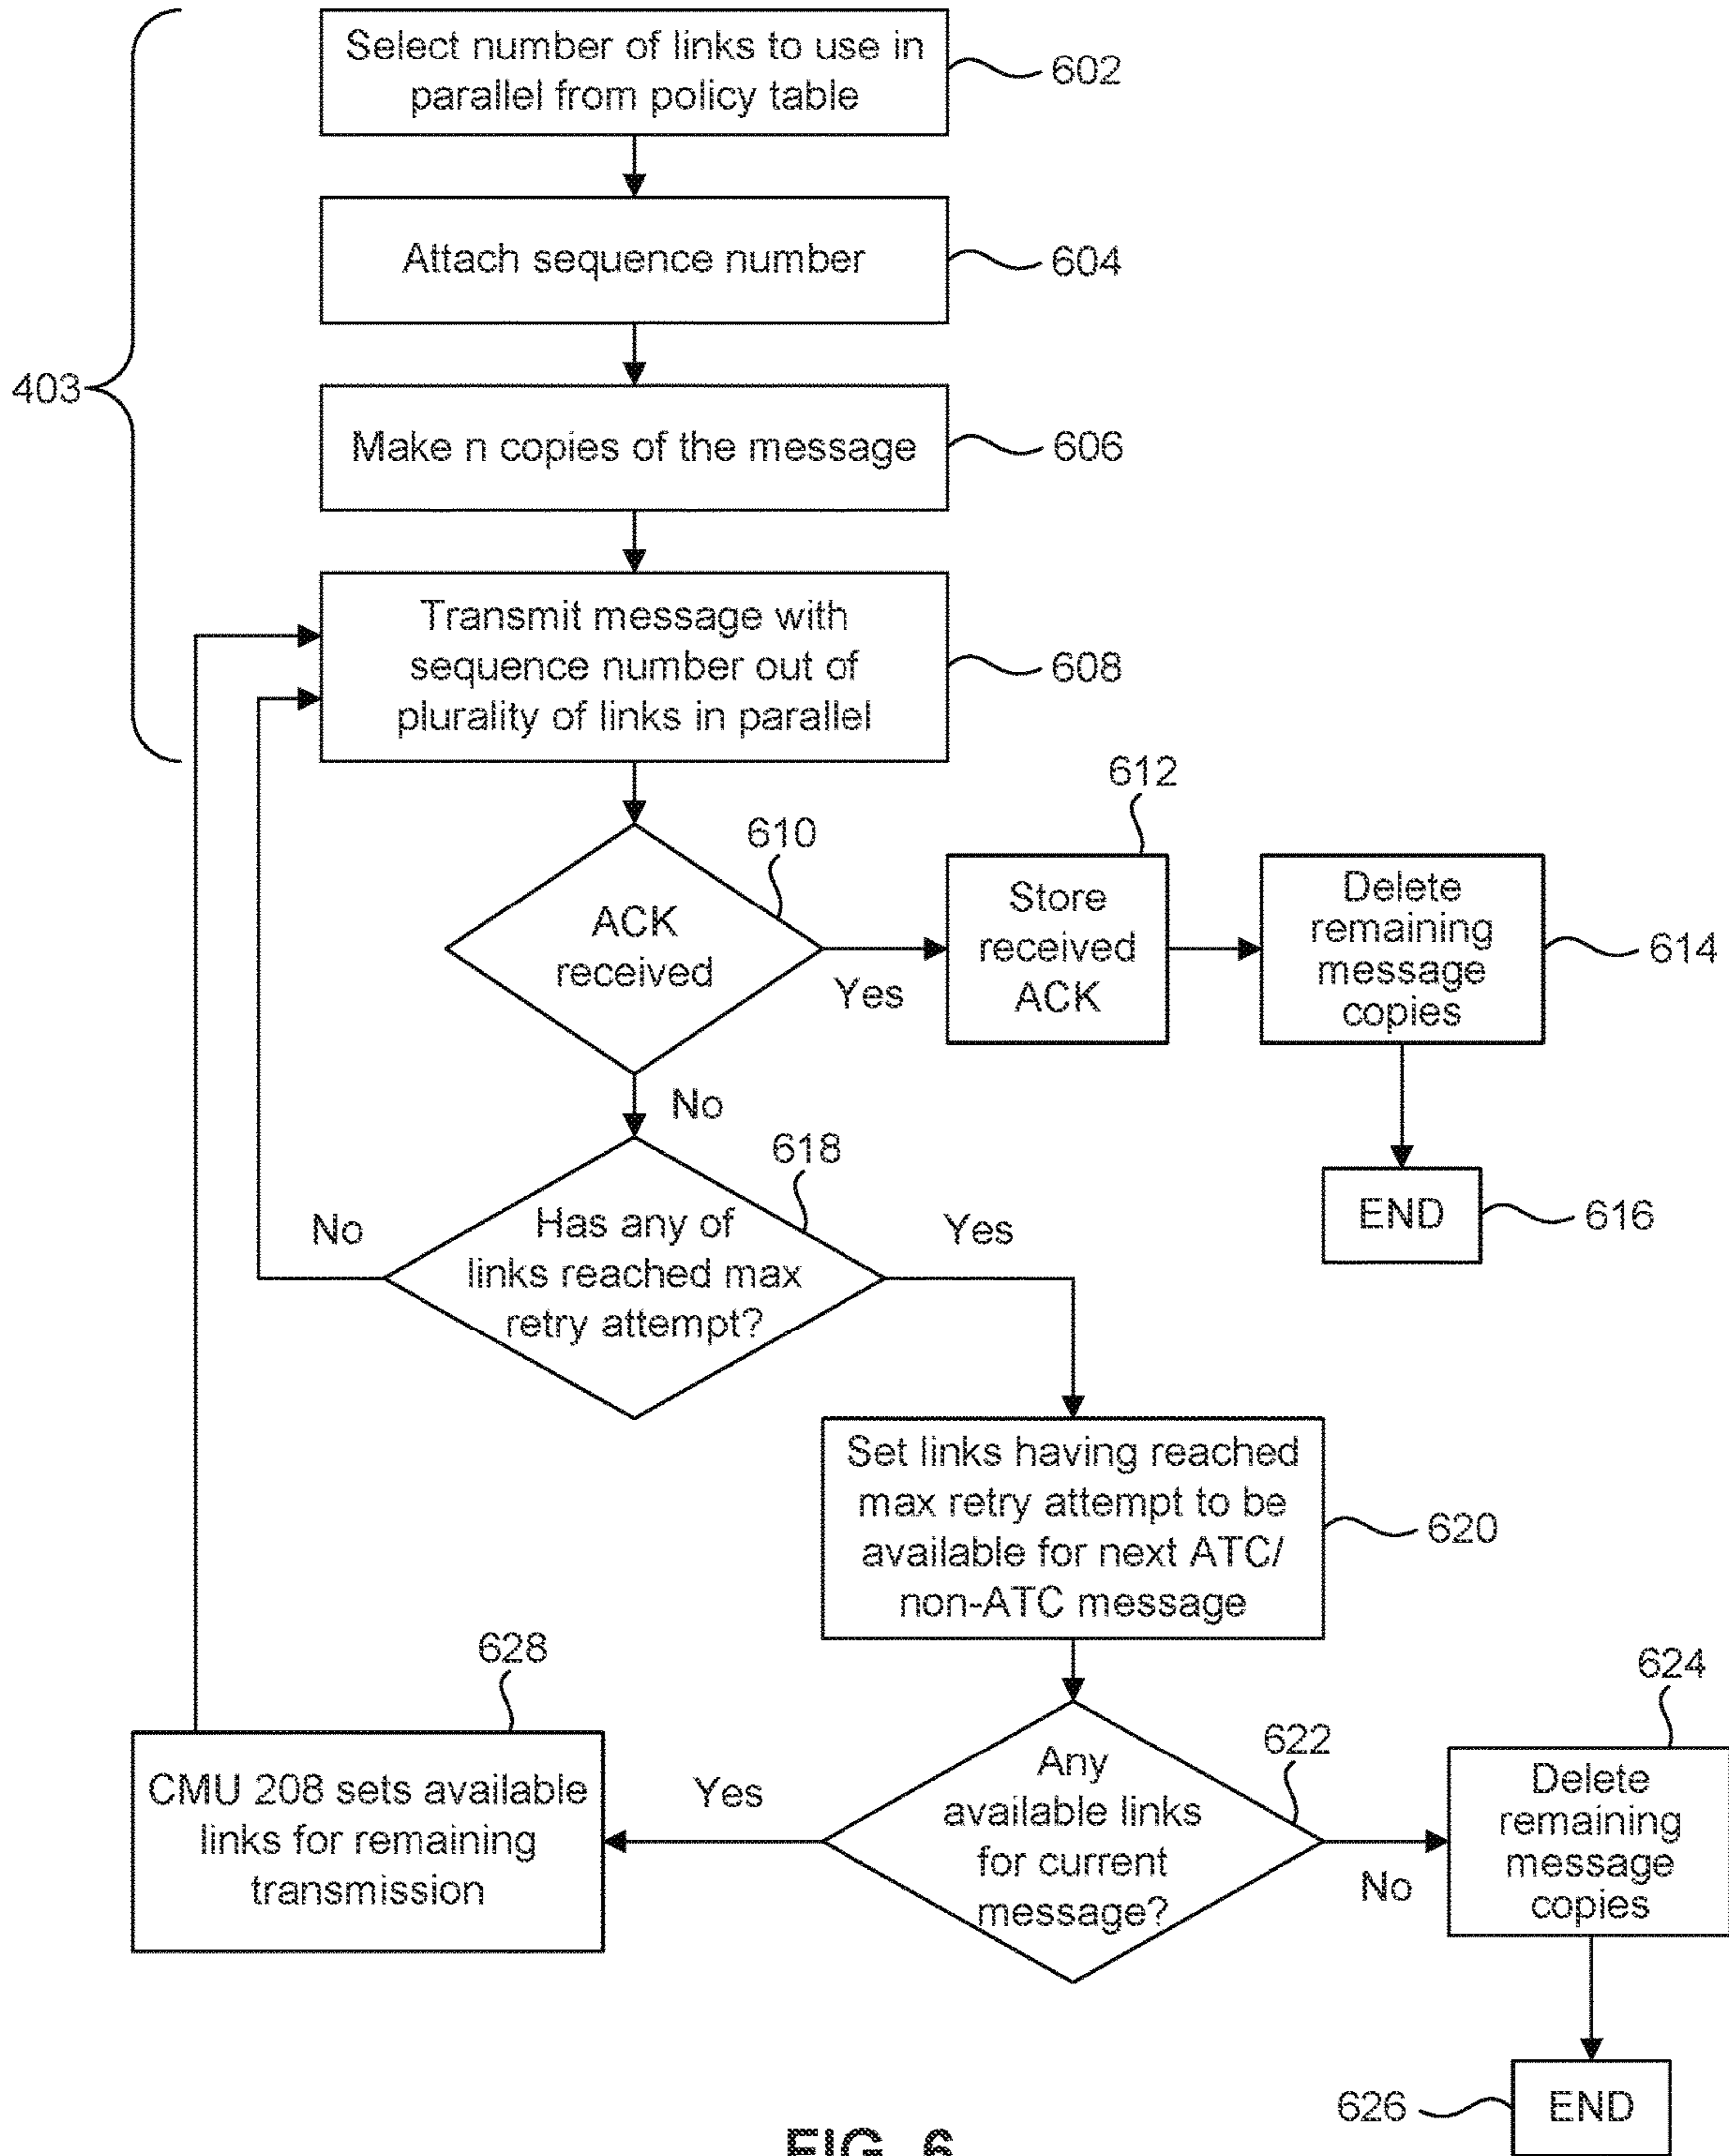 Select number of links to use in
parallel from policy table
602
Attach sequence number
604
403
Make n copies of the message
606
Transmit message with
sequence number out of
plurality of links in parallel
608
610
ACK
received
Yes
No
612
Store
received
ACK
Delete
remaining
message
copies
614
END
616
618
Has any of
links reached max
retry attempt?
No
Yes
Set links having reached
max retry attempt to be
available for next ATC/
non-ATC message
620
622
Any
available links
for current
message?
Yes
No
628
CMU 208 sets available
links for remaining
transmission
624
Delete
remaining
message
copies
626
END
FIG. 6